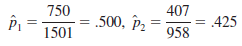 p̂₁ = 750/1501 = .500, p̂₂ = 407/958 = .425